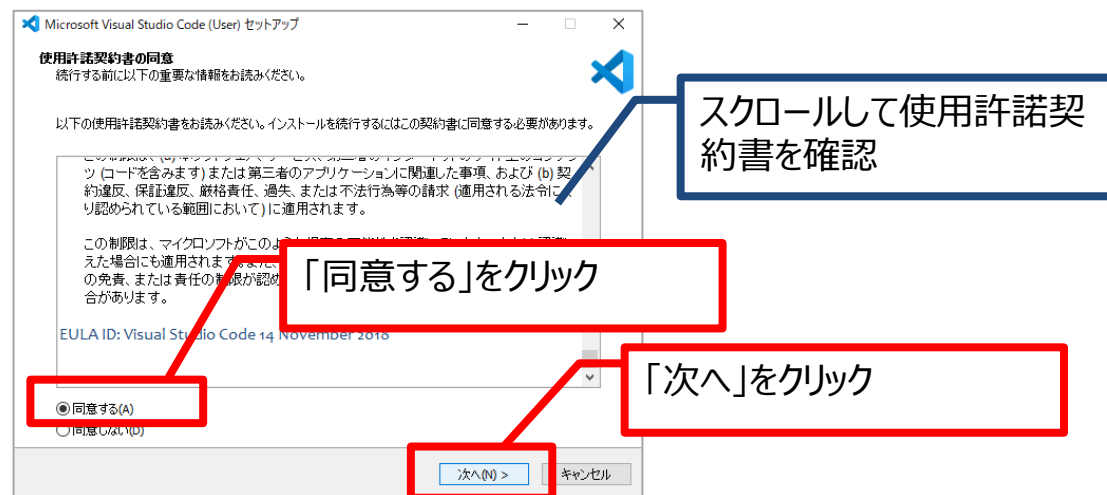 Microsoft Visual Studio Code (User) セットアップ
使用許諾契約書の同意
続行する前に以下の重要な情報をお読みください。
以下の使用許諾契約書をお読みください。インストールを続行するにはこの契約書に同意する必要があります。
ツ (コードを含みます) または第三者のアプリケーションに関連した事項、および (b) 契
約違反、保証違反、厳格責任、過失、または不法行為等の請求 (適用される法令によ
り認められている範囲において) に適用されます。
スクロールして使用許諾契
約書を確認
この制限は、マイクロソフトがこのよ
えた場合にも適用されます。また、
の免責、または責任の制限が認め
合があります。
「同意する」をクリック
EULA ID: Visual Studio Code 14 November 2018
「次へ」をクリック
同意する(A)
同意しない(D)
次へ(N) >
キャンセル